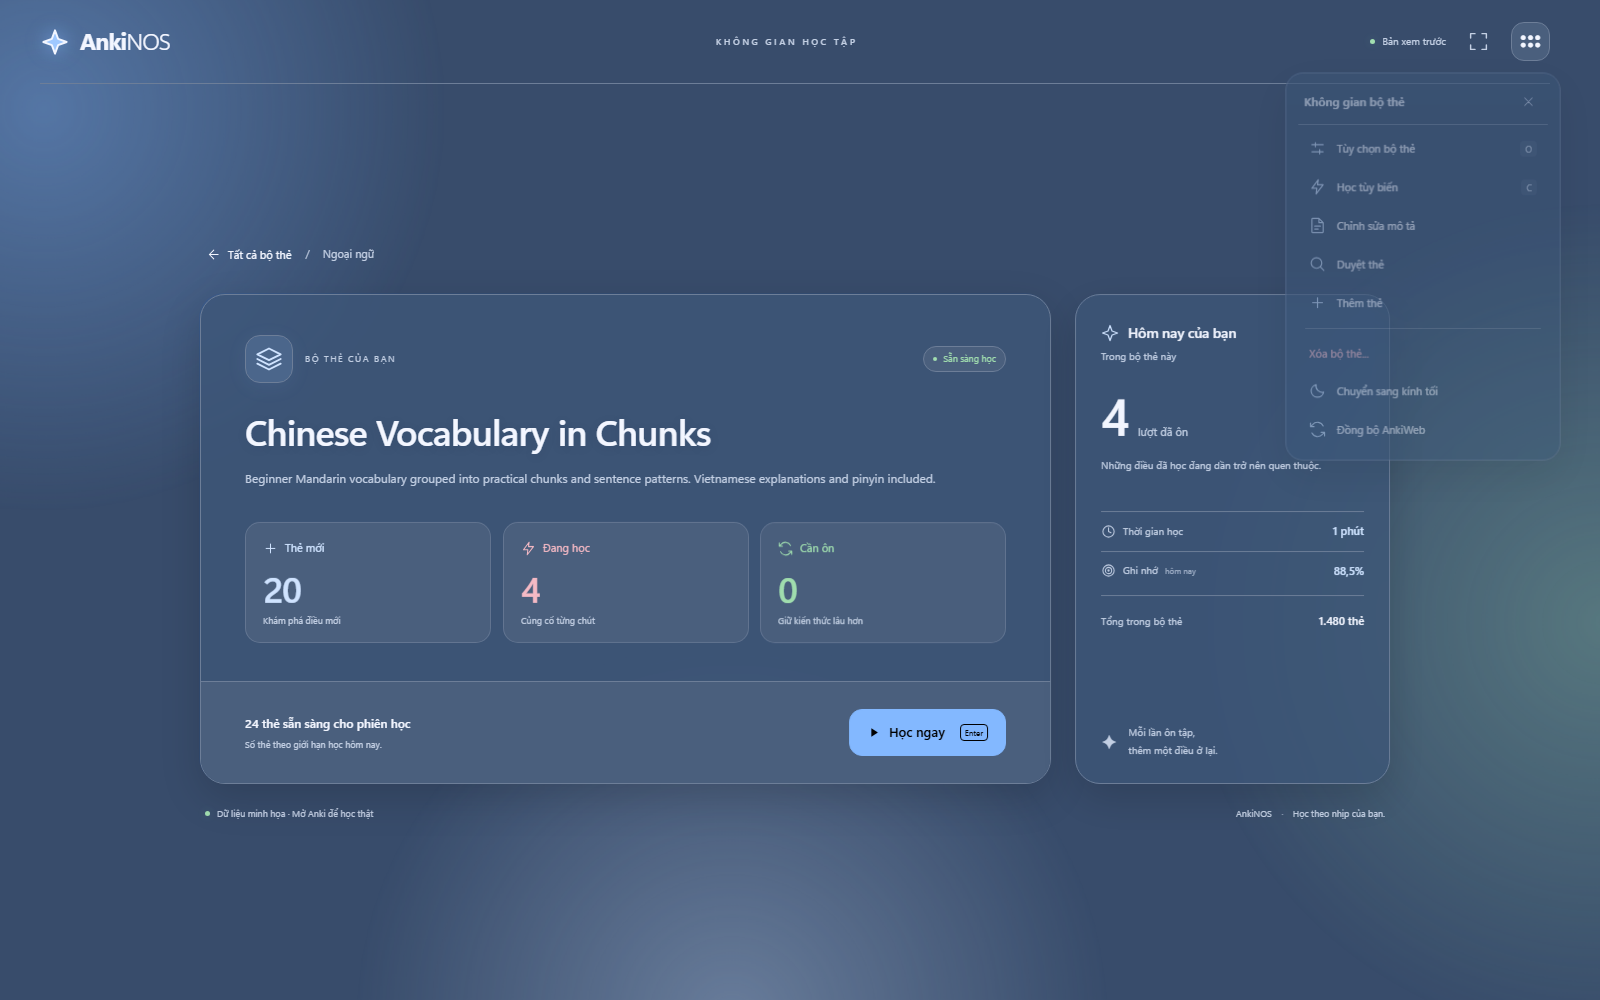 AnkiNOS
KHÔNG GIAN HỌC TẬP
Bản xem trước
Không gian bộ thẻ
Tùy chọn bộ thẻ O
Học tùy biến C
Chỉnh sửa mô tả
Duyệt thẻ
Thêm thẻ
Xóa bộ thẻ...
Chuyển sang kính tối
Đồng bộ AnkiWeb
Tất cả bộ thẻ / Ngoại ngữ
BỘ THẺ CỦA BẠN
Sẵn sàng học
Chinese Vocabulary in Chunks
Beginner Mandarin vocabulary grouped into practical chunks and sentence patterns. Vietnamese explanations and pinyin included.
Thẻ mới
20
Khám phá điều mới
Đang học
4
Củng cố từng chút
Cần ôn
0
Giữ kiến thức lâu hơn
24 thẻ sẵn sàng cho phiên học
Số thẻ theo giới hạn học hôm nay.
Học ngay Enter
Hôm nay của bạn
Trong bộ thẻ này
4 lượt đã ôn
Những điều đã học đang dần trở nên quen thuộc.
Thời gian học 1 phút
Ghi nhớ hôm nay 88,5%
Tổng trong bộ thẻ 1.480 thẻ
Mỗi lần ôn tập,
thêm một điều ở lại.
Dữ liệu minh họa · Mở Anki để học thật
AnkiNOS · Học theo nhịp của bạn.